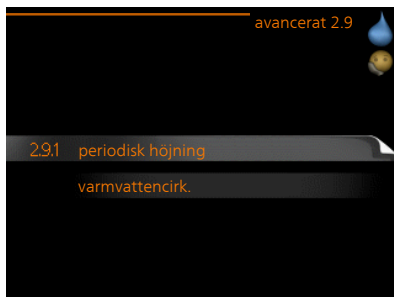 avancerat 2.9
2.9.1 periodisk höjning
varmvattencirk.